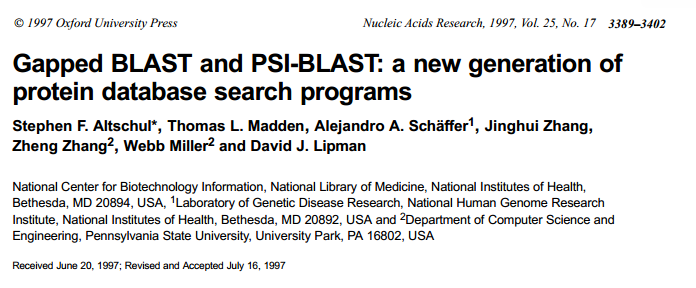 © 1997 Oxford University Press
Nucleic Acids Research, 1997, Vol. 25, No. 17 3389–3402
Gapped BLAST and PSI-BLAST: a new generation of
protein database search programs
Stephen F. Altschul*, Thomas L. Madden, Alejandro A. Schäffer1, Jinghui Zhang,
Zheng Zhang2, Webb Miller2 and David J. Lipman
National Center for Biotechnology Information, National Library of Medicine, National Institutes of Health,
Bethesda, MD 20894, USA, 1Laboratory of Genetic Disease Research, National Human Genome Research
Institute, National Institutes of Health, Bethesda, MD 20892, USA and 2Department of Computer Science and
Engineering, Pennsylvania State University, University Park, PA 16802, USA
Received June 20, 1997; Revised and Accepted July 16, 1997